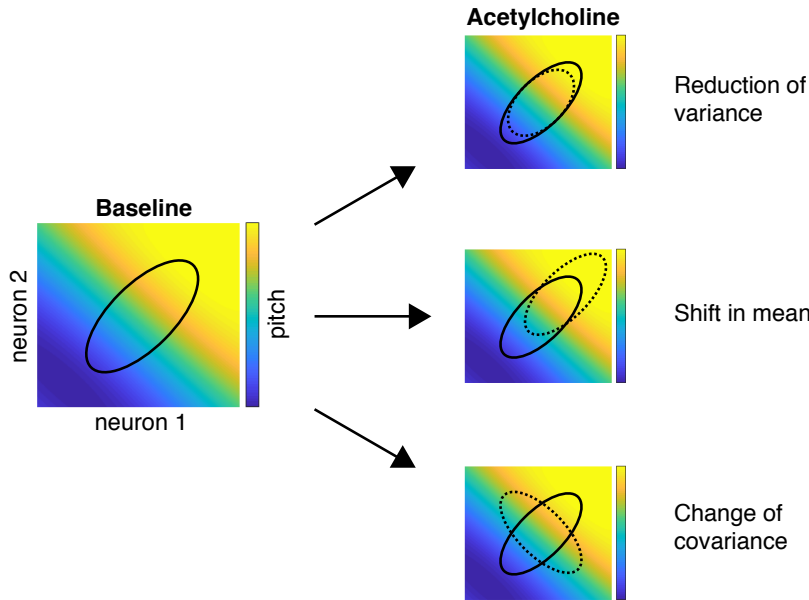 Acetylcholine
Reduction of
variance
Baseline
neuron 2
pitch
neuron 1
Shift in mean
Change of
covariance